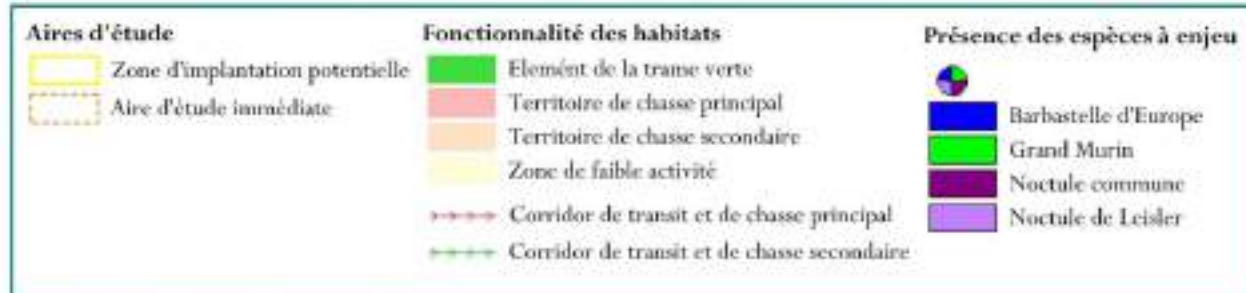 Aires d'étude
Zone d'implantation potentielle
Aire d'étude immédiate
Fonctionnalité des habitats
Elemént de la trame verte
Territoire de chasse principal
Territoire de chasse secondaire
Zone de faible activité
Corridor de transit et de chasse principal
Corridor de transit et de chasse secondaire
Présence des espèces à enjeu
Barbastelle d'Europe
Grand Murin
Noctule commune
Noctule de Leisler